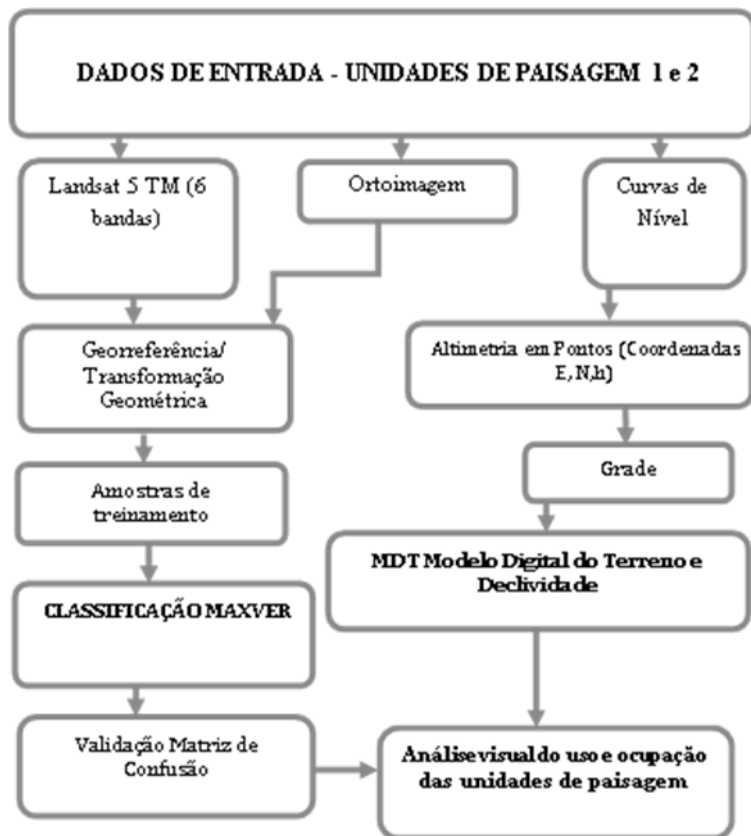 DADOS DE ENTRADA - UNIDADES DE PAISAGEM 1 e 2
Landsat 5 TM (6
bandas)
Ortoimagem
Curvas de
Nível
Georreferência/
Transformação
Geométrica
Altimetria em Pontos (Coordenadas
E, N,h)
Grade
Amostras de
treinamento
MDT Modelo Digital do Terreno e
Declividade
CLASSIFICAÇÃO MAXVER
Validação Matriz de
Confusão
Análise visual do uso e ocupação
das unidades de paisagem